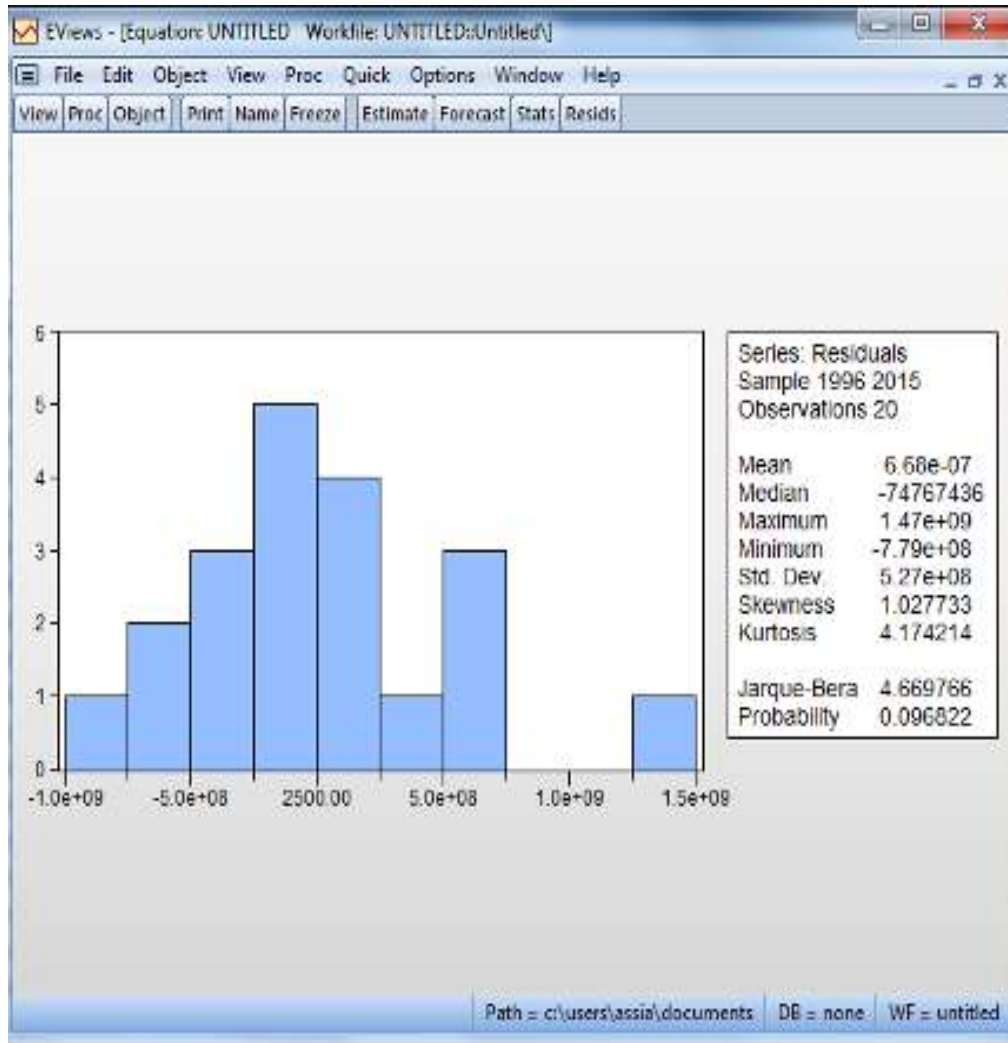 EViews - [Equation: UNTITLED Workfile: UNTITLED::Untitled\]
File Edit Object View Proc Quick Options Window Help
View Proc Object Print Name Freeze Estimate Forecast Stats Resids
6
5
4
3
2
1
0
-1.0e+09 -5.0e+08 2500.00 5.0e+08 1.0e+09 1.5e+09
Series: Residuals
Sample 1996 2015
Observations 20
Mean 6.68e-07
Median -74767436
Maximum 1.47e+09
Minimum -7.79e+08
Std. Dev. 5.27e+08
Skewness 1.027733
Kurtosis 4.174214
Jarque-Bera 4.669766
Probability 0.096822
Path = c:\users\assia\documents DB = none WF = untitled